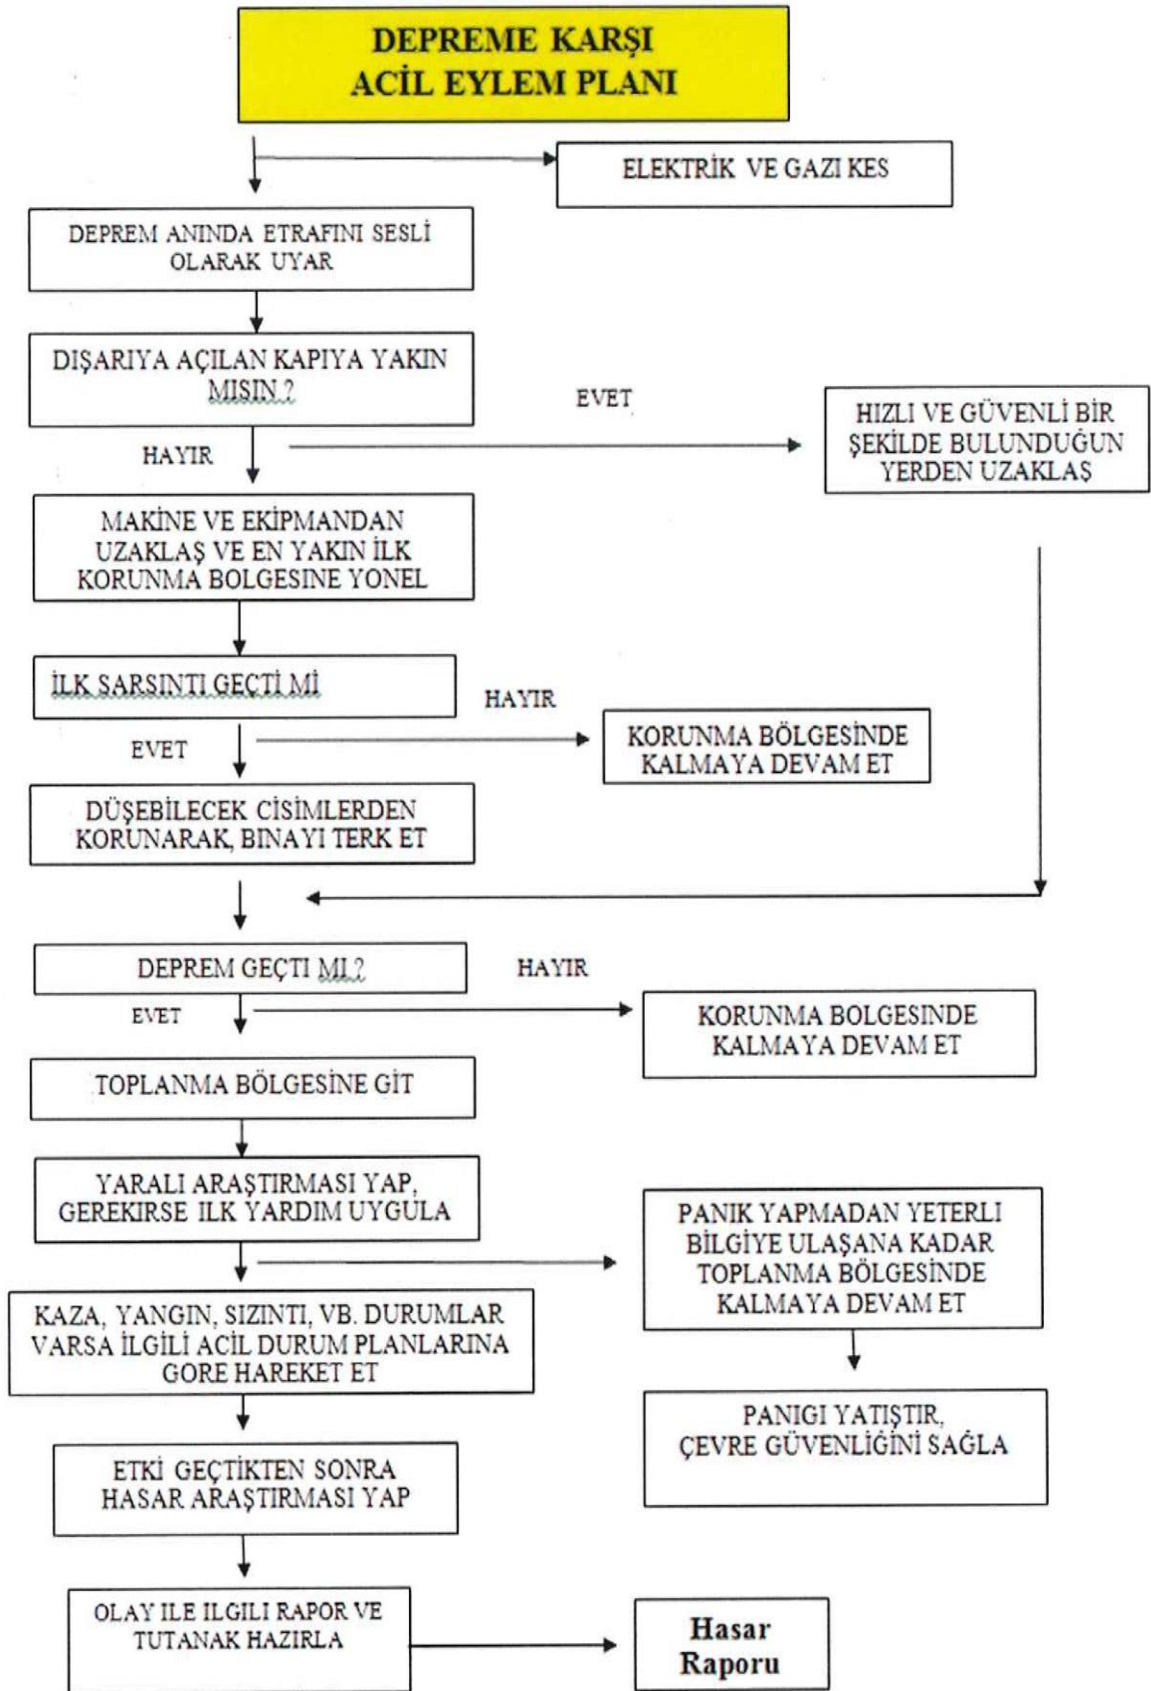 DEPREME KARŞI
ACİL EYLEM PLANI
ELEKTRİK VE GAZI KES
DEPREM ANINDA ETRAFINI SESLİ
OLARAK UYAR
DIŞARIYA AÇILAN KAPIYA YAKIN
MISIN ?
EVET
HIZLI VE GÜVENLİ BİR
ŞEKİLDE BULUNDUĞUN
YERDEN UZAKLAŞ
HAYIR
MAKİNE VE EKİPMANDAN
UZAKLAŞ VE EN YAKIN İLK
KORUNMA BOLGESINE YONEL
İLK SARSINTI GEÇTİ Mİ
HAYIR
EVET
KORUNMA BÖLGESİNDE
KALMAYA DEVAM ET
DÜŞEBİLECEK CİSİMLERDEN
KORUNARAK, BINAYI TERK ET
DEPREM GEÇTI MI ?
HAYIR
EVET
KORUNMA BOLGESINDE
KALMAYA DEVAM ET
TOPLANMA BÖLGESİNE GİT
YARALI ARAŞTIRMASI YAP,
GEREKIRSE ILK YARDIM UYGULA
PANIK YAPMADAN YETERLI
BİLGİYE ULAŞANA KADAR
TOPLANMA BÖLGESİNDE
KALMAYA DEVAM ET
KAZA, YANGIN, SIZINTI, VB. DURUMLAR
VARSA İLGİLİ ACİL DURUM PLANLARINA
GORE HAREKET ET
PANIGI YATIŞTIR,
ÇEVRE GÜVENLİĞİNİ SAĞLA
ETKİ GEÇTİKTEN SONRA
HASAR ARAŞTIRMASI YAP
OLAY ILE ILGILI RAPOR VE
TUTANAK HAZIRLA
Hasar
Raporu